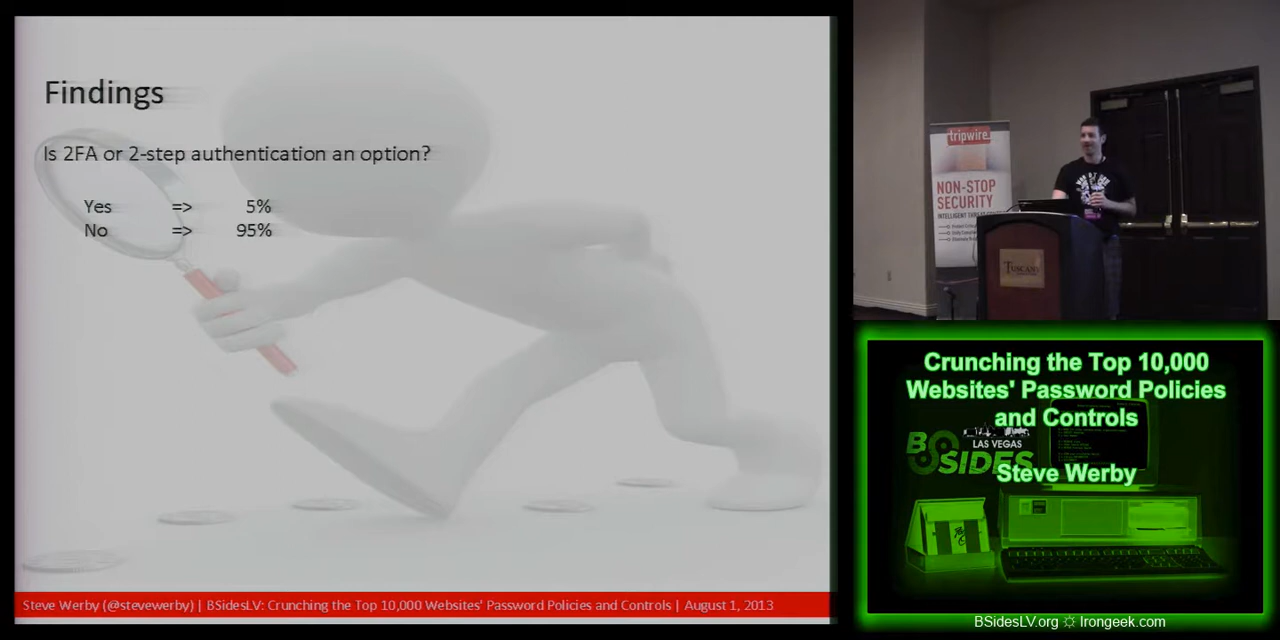 Findings
Is 2FA or 2-step authentication an option?
Yes => 5%
No => 95%
Steve Werby (@stevewerby) | BSidesLV: Crunching the Top 10,000 Websites' Password Policies and Controls | August 1, 2013
tripwire
NON-STOP
SECURITY
Crunching the Top 10,000
Websites' Password Policies
and Controls
LAS VEGAS
BSIDES
Steve Werby
BSidesLV.org ☼ Irongeek.com